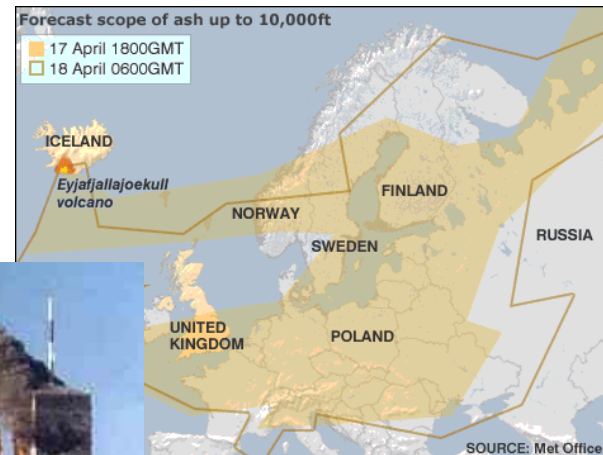 Forecast scope of ash up to 10,000ft
17 April 1800GMT
18 April 0600GMT
ICELAND
Eyjafjallajoekull
volcano
NORWAY
FINLAND
SWEDEN
RUSSIA
UNITED
KINGDOM
POLAND
SOURCE: Met Office